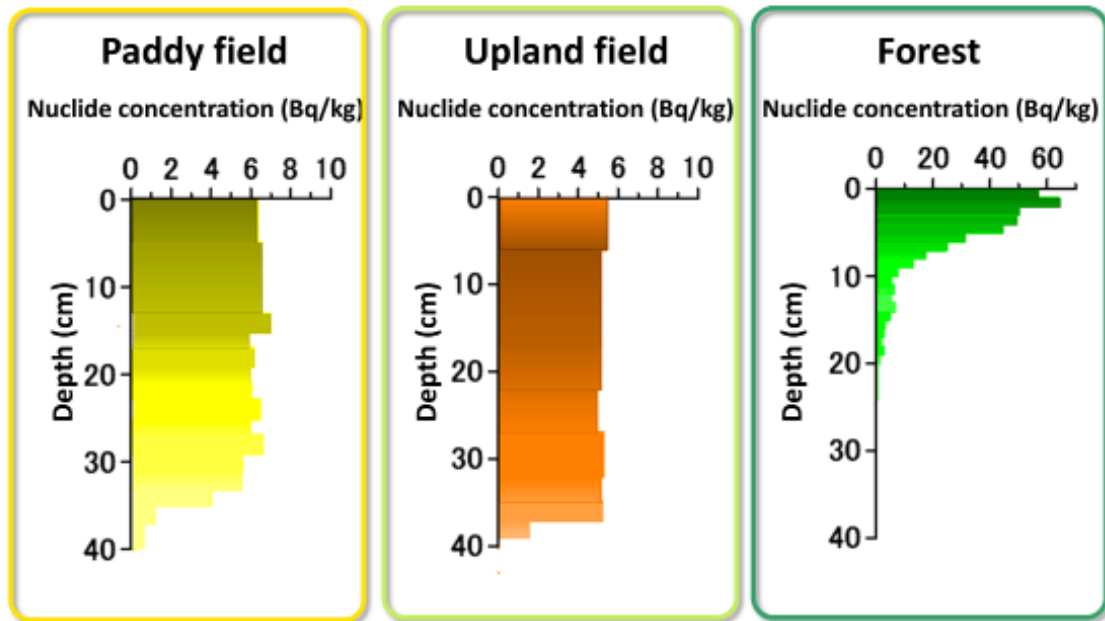 Paddy field
Nuclide concentration (Bq/kg)
0 2 4 6 8 10
0
10
20
30
40
Depth (cm)
Upland field
Nuclide concentration (Bq/kg)
0 2 4 6 8 10
0
10
20
30
40
Depth (cm)
Forest
Nuclide concentration (Bq/kg)
0 20 40 60
0
10
20
30
40
Depth (cm)